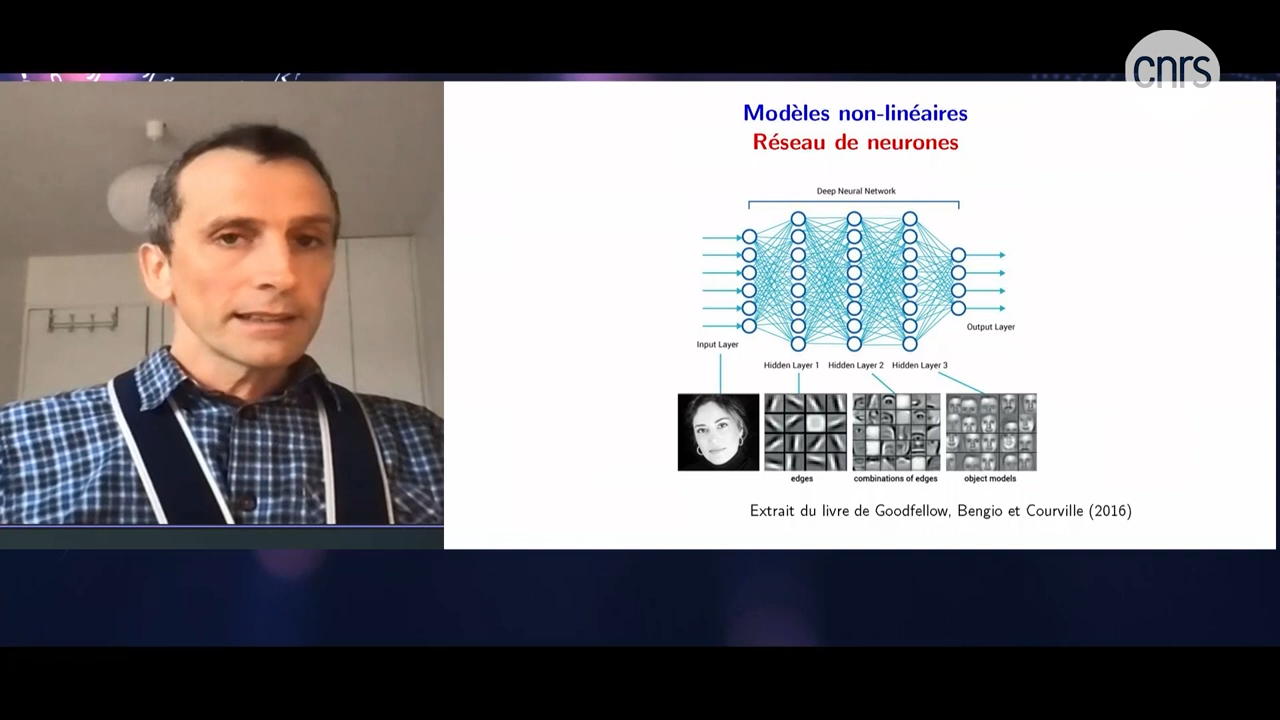 cnrs
Modèles non-linéaires
Réseau de neurones
Deep Neural Network
Input Layer
Output Layer
Hidden Layer 1
Hidden Layer 2
Hidden Layer 3
edges
combinations of edges
object models
Extrait du livre de Goodfellow, Bengio et Courville (2016)